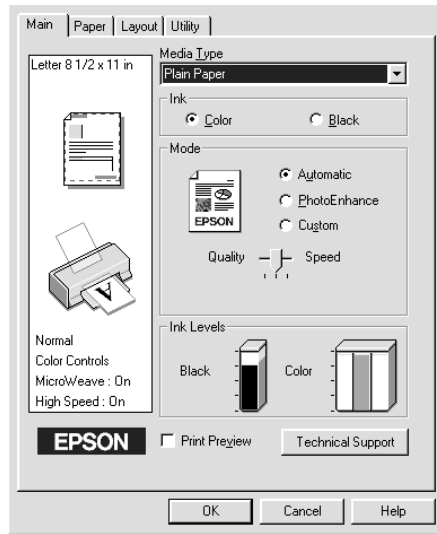 Main Paper Layout Utility
Letter 8 1/2 x 11 in
Media Type
Plain Paper
Ink
Color Black
Mode
EPSON
Automatic
PhotoEnhance
Custom
Quality Speed
A
Normal
Color Controls
MicroWeave : On
High Speed : On
Ink Levels
Black Color
EPSON
Print Preview Technical Support
OK Cancel Help